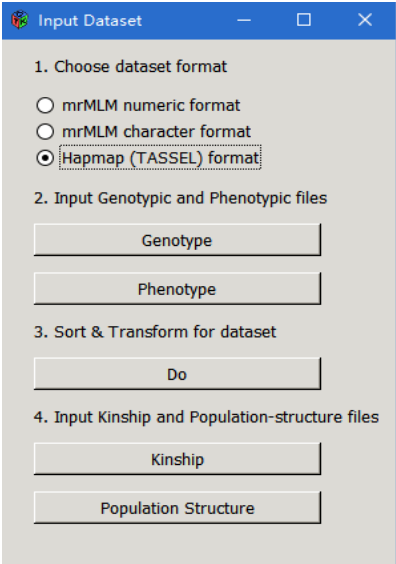 Input Dataset
1. Choose dataset format
mrMLM numeric format
mrMLM character format
Hapmap (TASSEL) format
2. Input Genotypic and Phenotypic files
Genotype
Phenotype
3. Sort & Transform for dataset
Do
4. Input Kinship and Population-structure files
Kinship
Population Structure